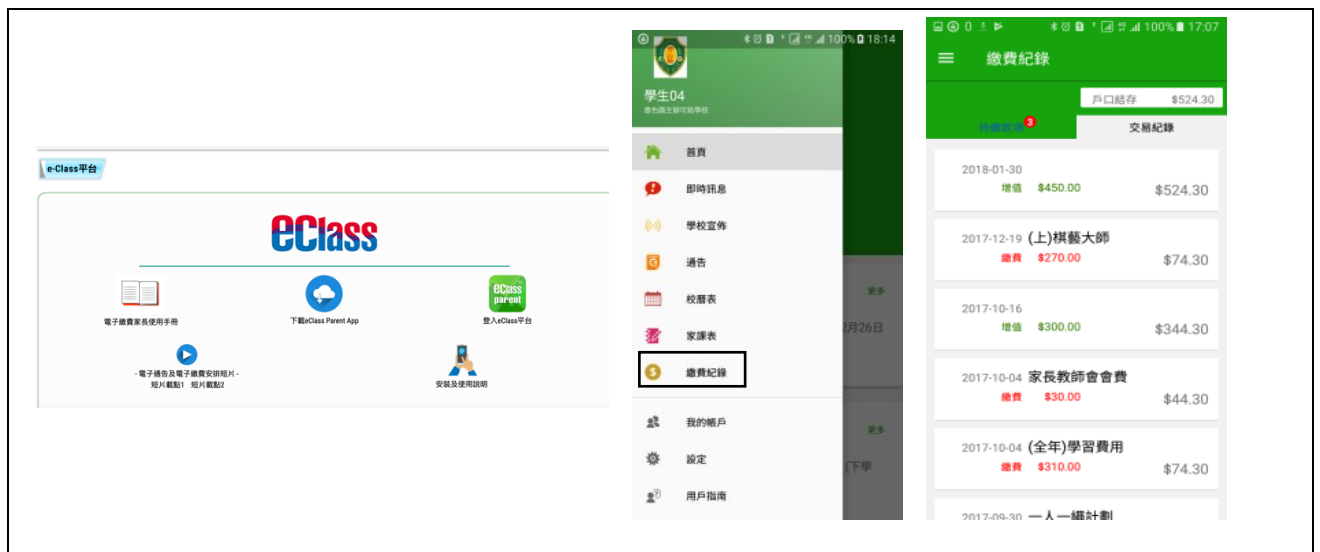 e-Class平台
eClass
電子繳費家長使用手冊
下載eClass Parent App
eClass
parent
登入eClass平台
- 電子通告及電子繳費安排短片 -
短片載點1 短片載點2
安裝及使用說明
100% 18:14
學生04
首頁
即時訊息
學校宣佈
通告
校曆表
家課表
繳費紀錄
我的帳戶
設定
用戶指南
更多
2月26日
更多
(下學
0 100% 17:07
繳費紀錄
戶口結存 $524.30
待繳款項 3
交易紀錄
2018-01-30
增值 $450.00 $524.30
2017-12-19 (上)棋藝大師
繳費 $270.00 $74.30
2017-10-16
增值 $300.00 $344.30
2017-10-04 家長教師會會費
繳費 $30.00 $44.30
2017-10-04 (全年)學習費用
繳費 $310.00 $74.30
2017-09-30 一人一繩計劃